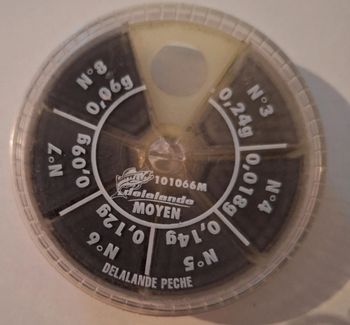 N°8
0,06g
N°3
0,24g
N°7
0,09g
N°4
0,018g
101066M
Delalande
MOYEN
N°6
0,12g
N°5
0,14g
DELALANDE PECHE